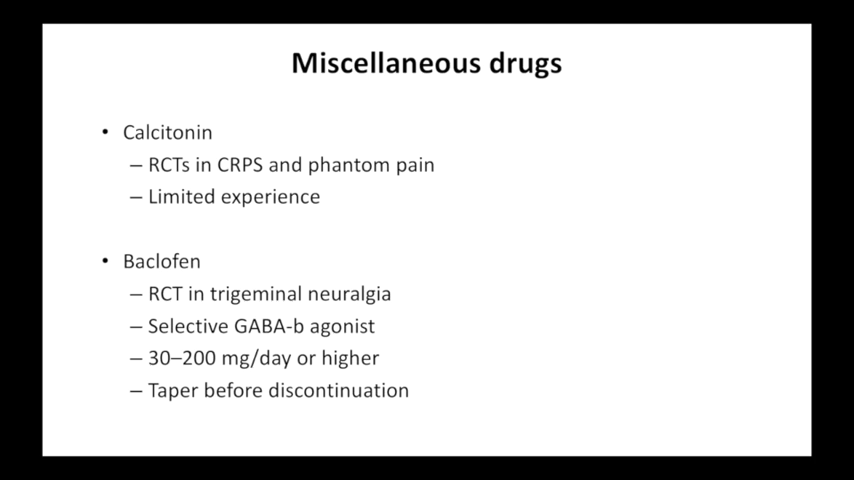 Miscellaneous drugs
• Calcitonin
– RCTs in CRPS and phantom pain
– Limited experience
• Baclofen
– RCT in trigeminal neuralgia
– Selective GABA-b agonist
– 30–200 mg/day or higher
– Taper before discontinuation